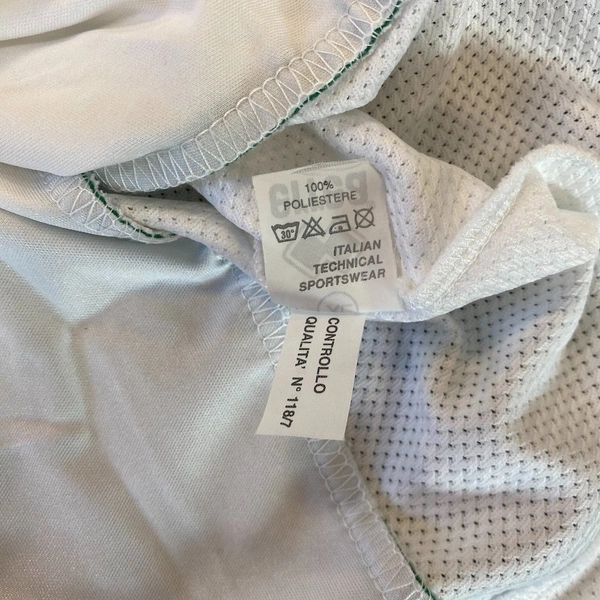 100%
POLIESTERE
30°
ITALIAN
TECHNICAL
SPORTSWEAR
CONTROLLO
QUALITA' N° 118/7